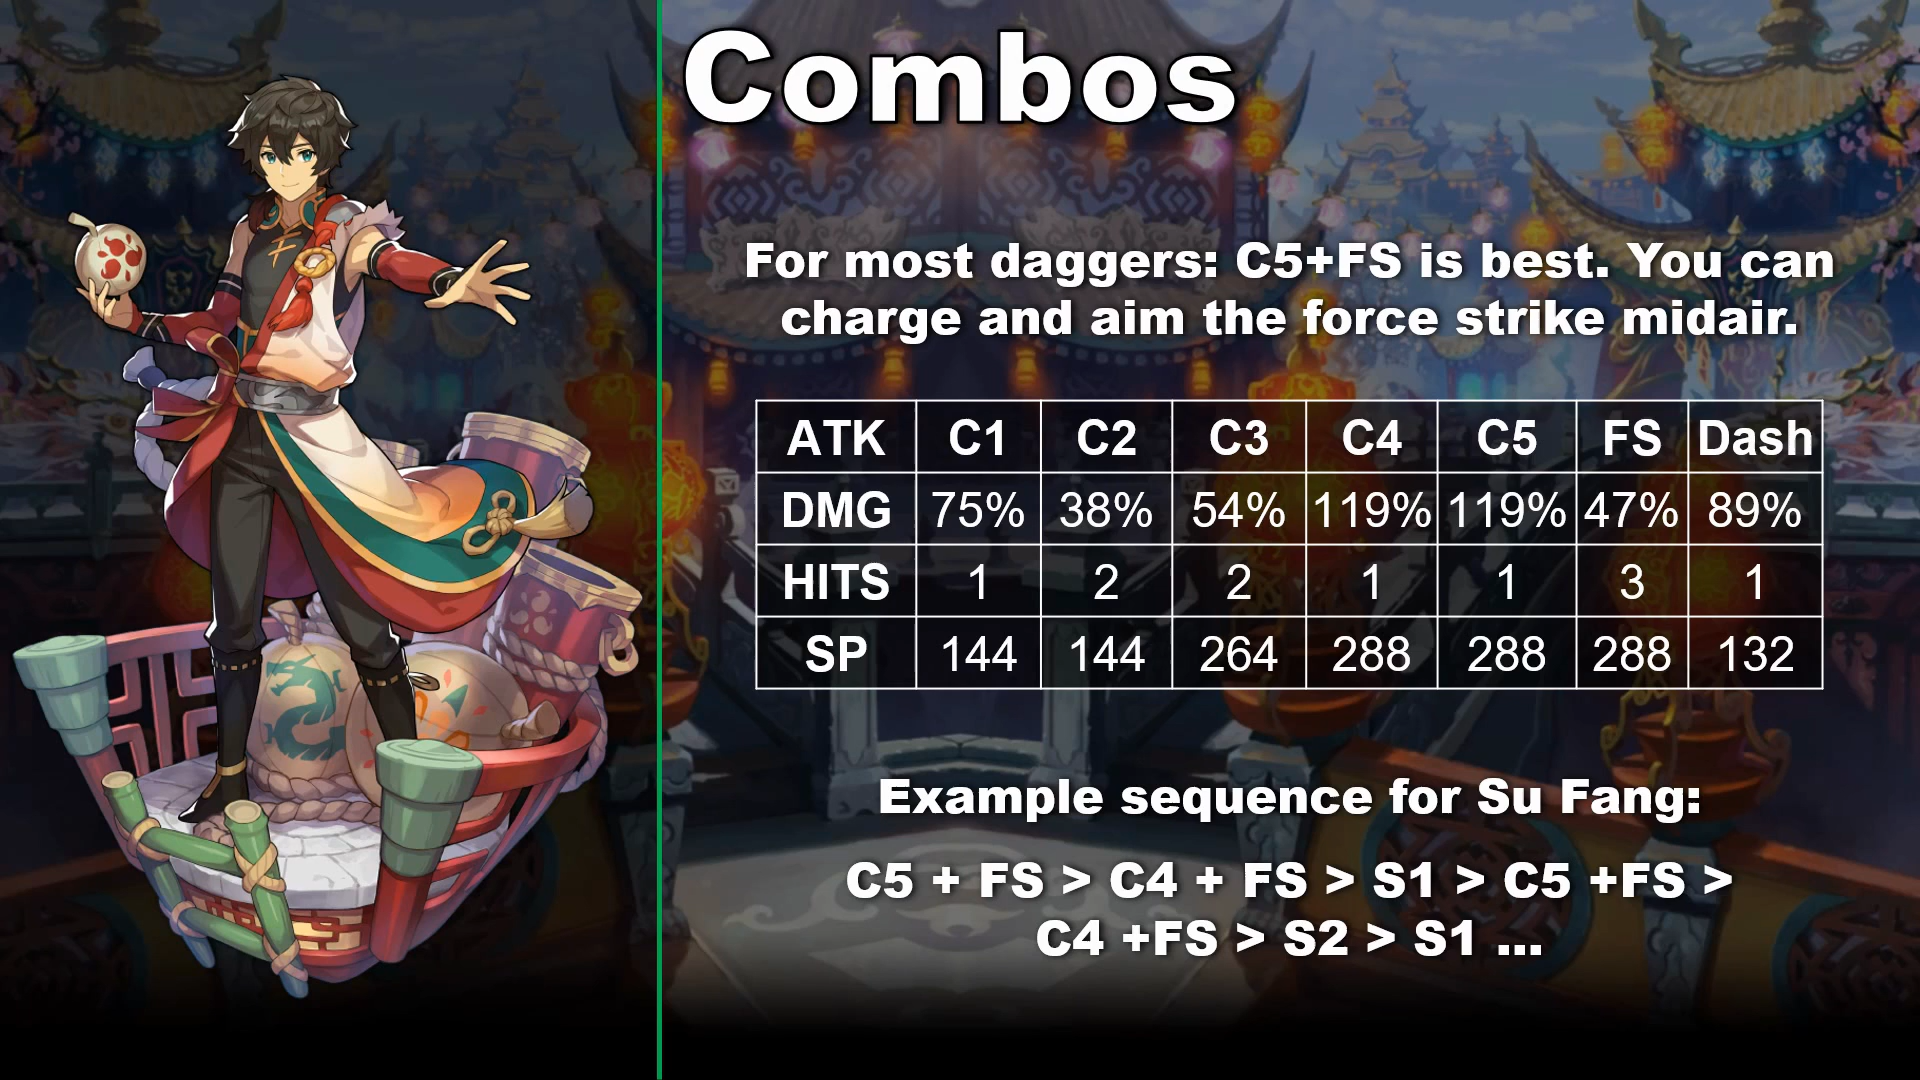 Combos
For most daggers: C5+FS is best. You can
charge and aim the force strike midair.
ATK C1 C2 C3 C4 C5 FS Dash
DMG 75% 38% 54% 119% 119% 47% 89%
HITS 1 2 2 1 1 3 1
SP 144 144 264 288 288 288 132
Example sequence for Su Fang:
C5 + FS > C4 + FS > S1 > C5 +FS >
C4 +FS > S2 > S1 ...